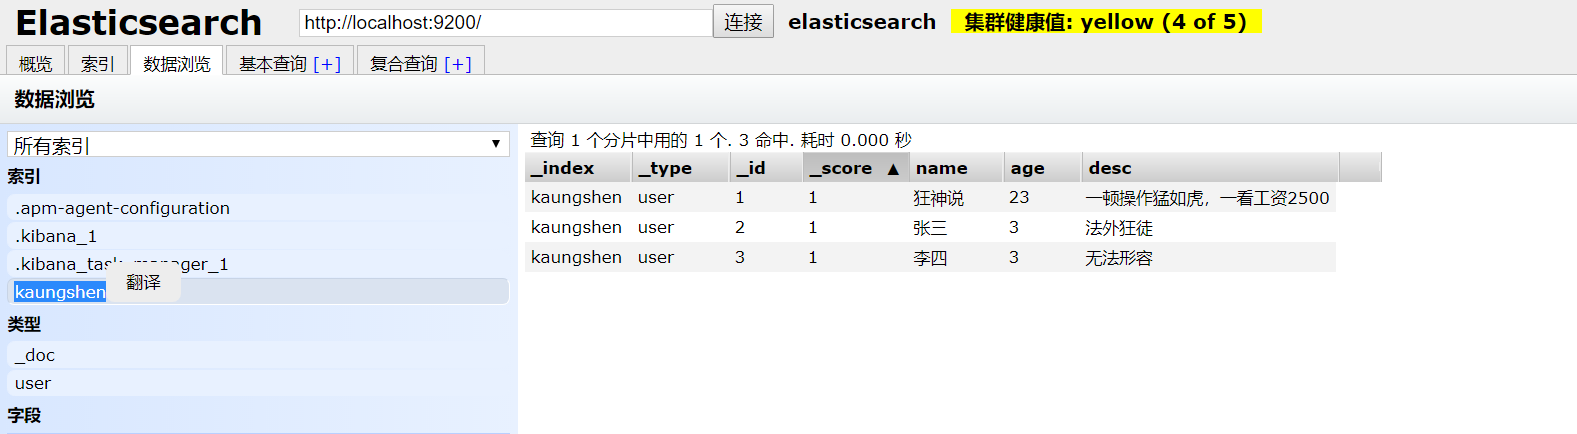 Elasticsearch http://localhost:9200/ 连接 elasticsearch 集群健康值: yellow (4 of 5)
概览 索引 数据浏览 基本查询 [+] 复合查询 [+]
数据浏览
所有索引 ▼
索引
.apm-agent-configuration
.kibana_1
.kibana_task_manager_1
kaungshen
翻译
类型
_doc
user
字段
查询 1 个分片中用的 1 个. 3 命中. 耗时 0.000 秒
_index _type _id _score ▲ name age desc
kaungshen user 1 1 狂神说 23 一顿操作猛如虎，一看工资2500
kaungshen user 2 1 张三 3 法外狂徒
kaungshen user 3 1 李四 3 无法形容